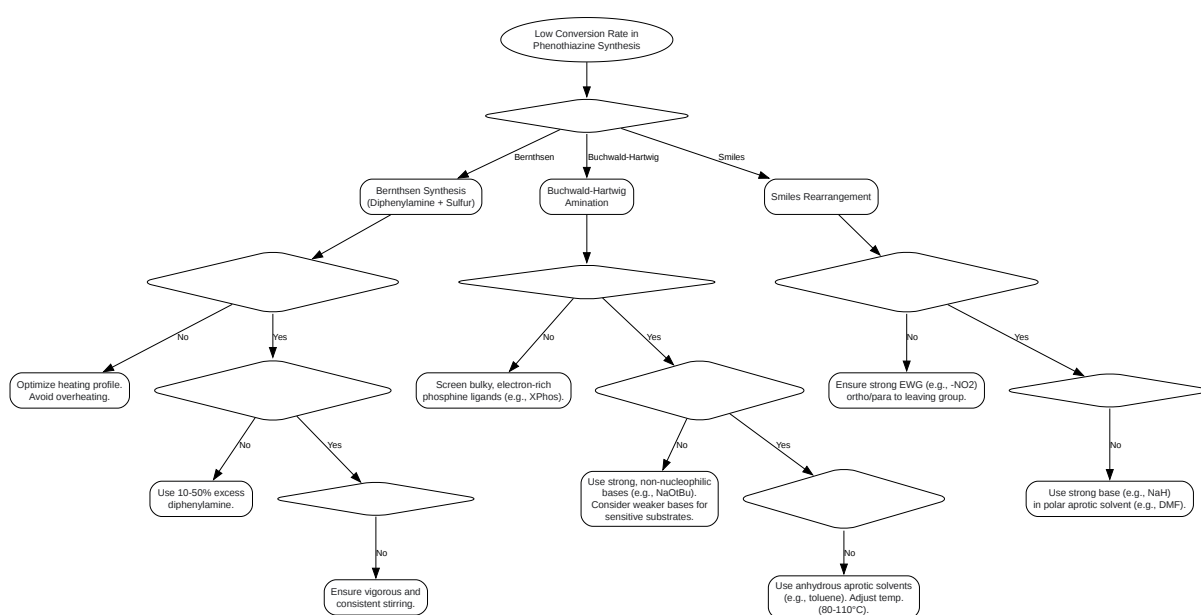 Low Conversion Rate in
Phenothiazine Synthesis
Bernthsen
Buchwald-Hartwig
Smiles
Bernthsen Synthesis
(Diphenylamine + Sulfur)
Buchwald-Hartwig
Amination
Smiles Rearrangement
No
Yes
No
Yes
No
Yes
Optimize heating profile.
Avoid overheating.
Screen bulky, electron-rich
phosphine ligands (e.g., XPhos).
Ensure strong EWG (e.g., -NO2)
ortho/para to leaving group.
No
Yes
No
Yes
No
Use 10-50% excess
diphenylamine.
Use strong, non-nucleophilic
bases (e.g., NaOtBu).
Consider weaker bases for
sensitive substrates.
Use strong base (e.g., NaH)
in polar aprotic solvent (e.g., DMF).
No
No
Ensure vigorous and
consistent stirring.
Use anhydrous aprotic solvents
(e.g., toluene). Adjust temp.
(80-110°C).